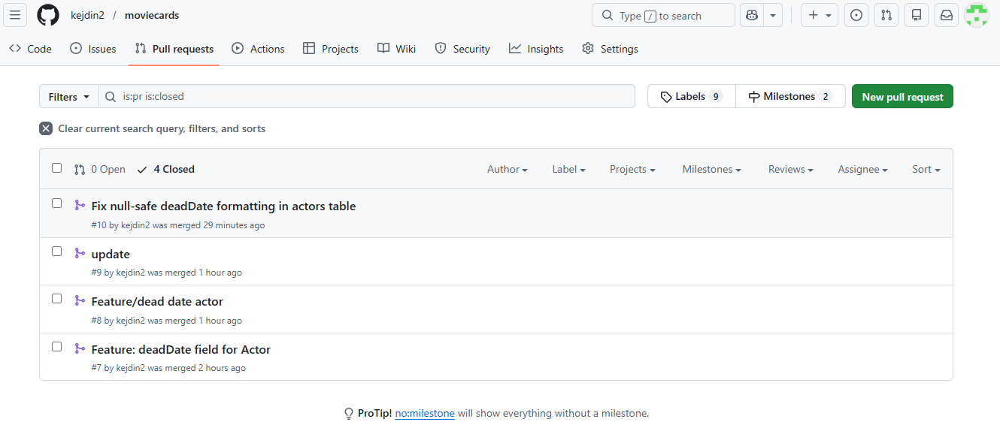 kejdin2 / moviecards
Type / to search
Code Issues Pull requests Actions Projects Wiki Security Insights Settings
Filters is:pr is:closed Labels 9 Milestones 2 New pull request
Clear current search query, filters, and sorts
0 Open 4 Closed Author Label Projects Milestones Reviews Assignee Sort
Fix null-safe deadDate formatting in actors table
#10 by kejdin2 was merged 29 minutes ago
update
#9 by kejdin2 was merged 1 hour ago
Feature/dead date actor
#8 by kejdin2 was merged 1 hour ago
Feature: deadDate field for Actor
#7 by kejdin2 was merged 2 hours ago
ProTip! no:milestone will show everything without a milestone.